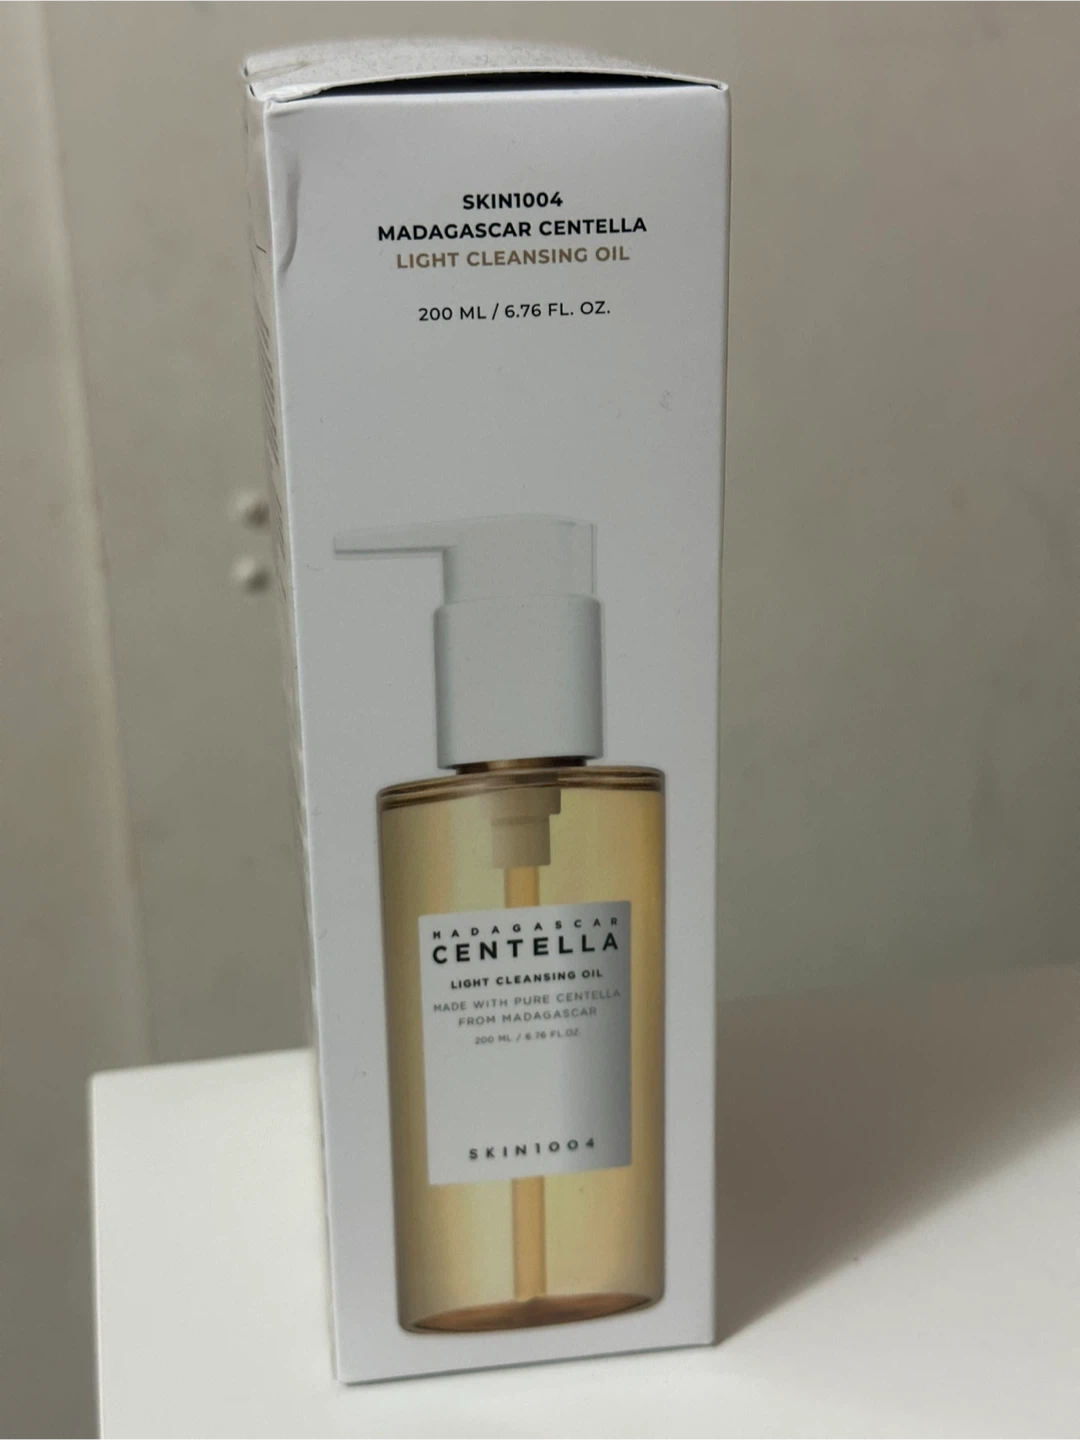 SKIN1004
MADAGASCAR CENTELLA
LIGHT CLEANSING OIL
200 ML / 6.76 FL. OZ.
MADAGASCAR
CENTELLA
LIGHT CLEANSING OIL
MADE WITH PURE CENTELLA
FROM MADAGASCAR
200 ML / 6.76 FL.OZ.
SKIN1004